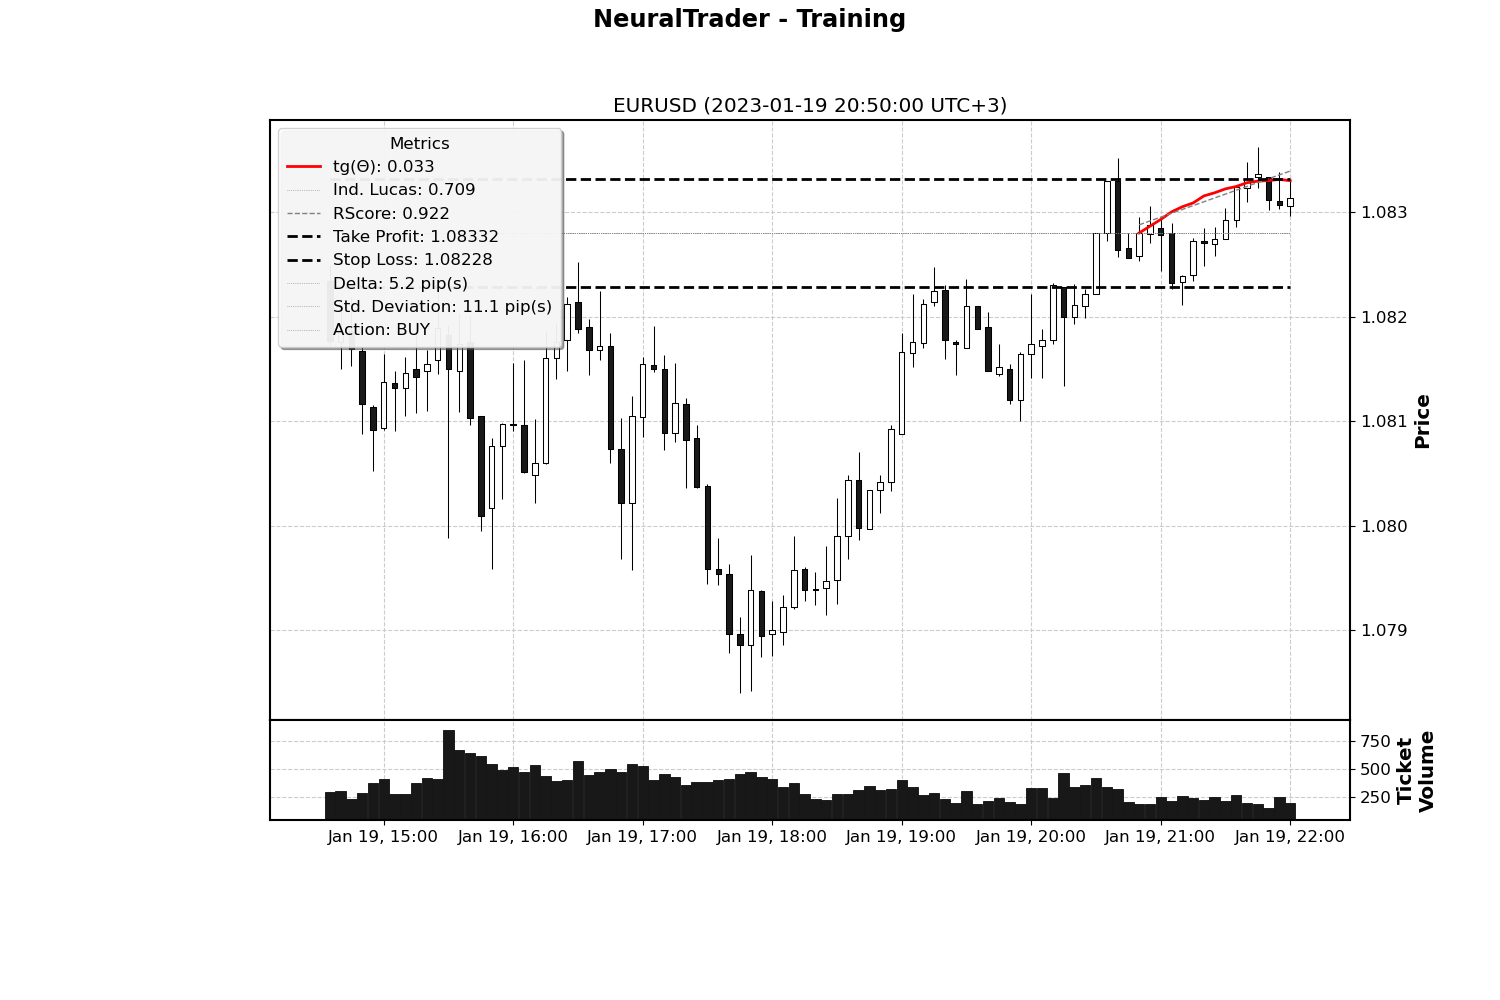 NeuralTrader - Training
EURUSD (2023-01-19 20:50:00 UTC+3)
Metrics
tg(Θ): 0.033
Ind. Lucas: 0.709
RScore: 0.922
Take Profit: 1.08332
Stop Loss: 1.08228
Delta: 5.2 pip(s)
Std. Deviation: 11.1 pip(s)
Action: BUY
1.083
1.082
1.081
1.080
1.079
Price
750
500
250
Ticket
Volume
Jan 19, 15:00
Jan 19, 16:00
Jan 19, 17:00
Jan 19, 18:00
Jan 19, 19:00
Jan 19, 20:00
Jan 19, 21:00
Jan 19, 22:00